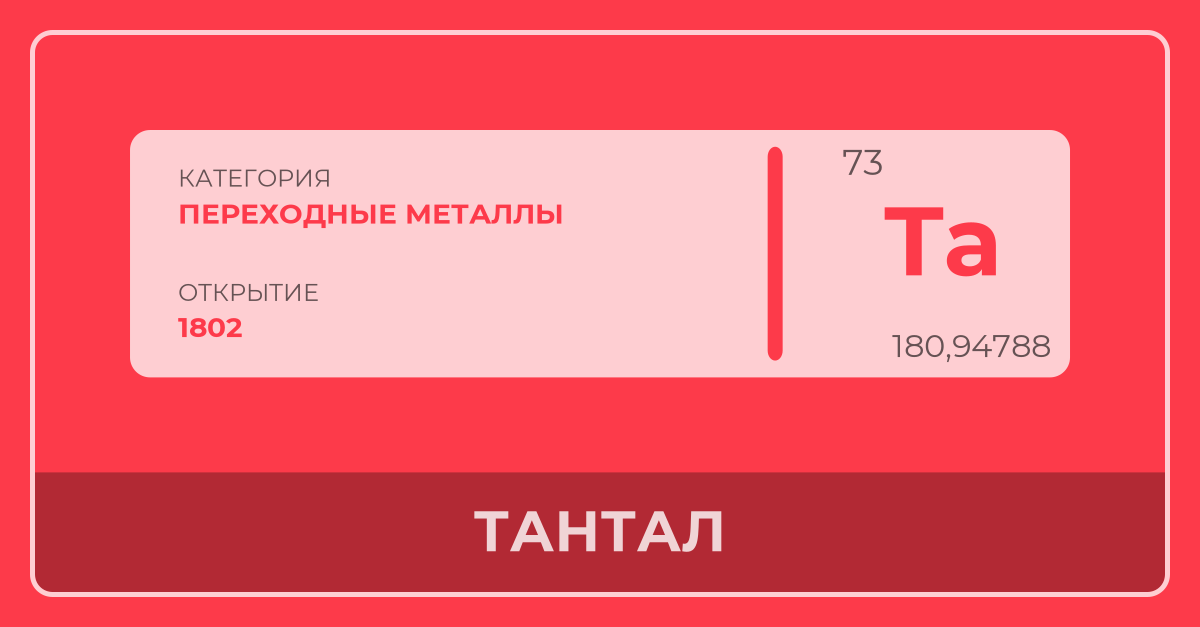 КАТЕГОРИЯ
ПЕРЕХОДНЫЕ МЕТАЛЛЫ
ОТКРЫТИЕ
1802
73
Ta
180,94788
ТАНТАЛ